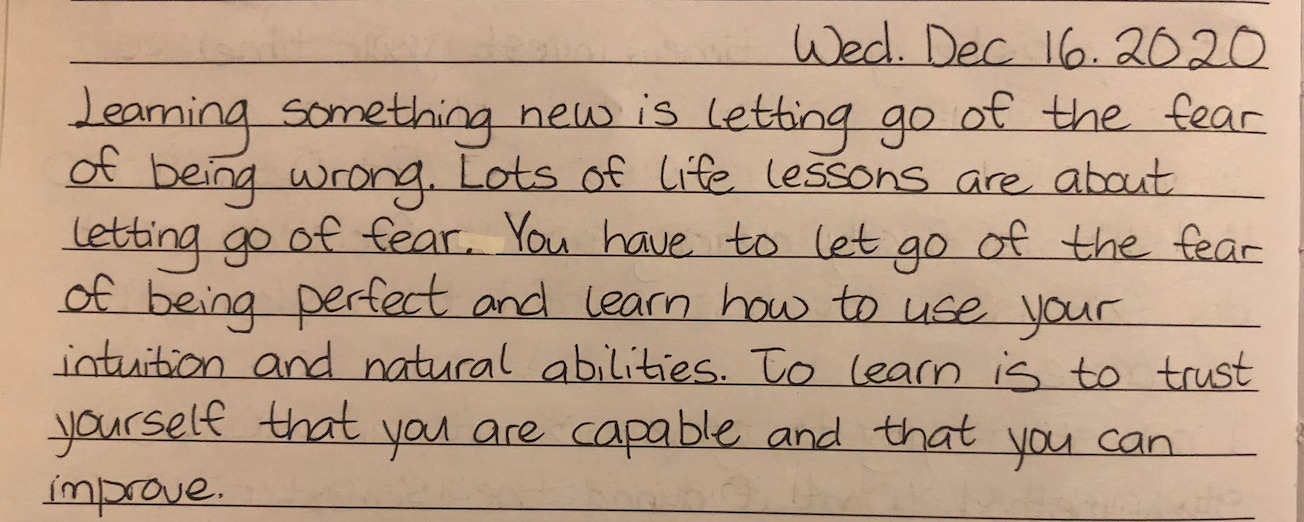 Wed. Dec 16. 2020
Learning something new is letting go of the fear
of being wrong. Lots of life lessons are about
letting go of fear. You have to let go of the fear
of being perfect and learn how to use your
intuition and natural abilities. To learn is to trust
yourself that you are capable and that you can
improve.